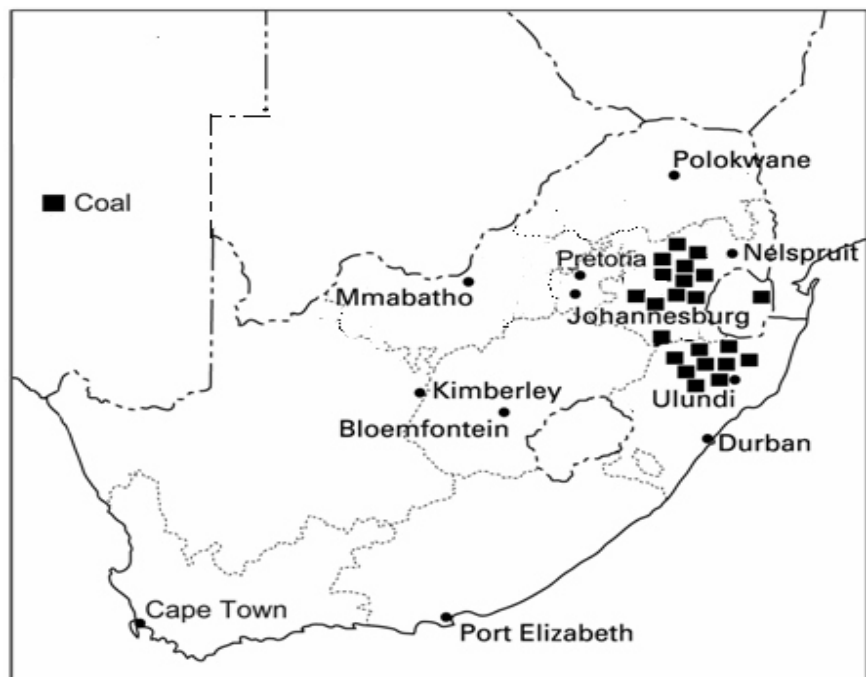 Polokwane
Coal
Pretoria
Nelspruit
Mmabatho
Johannesburg
Kimberley
Ulundi
Bloemfontein
Durban
Cape Town
Port Elizabeth